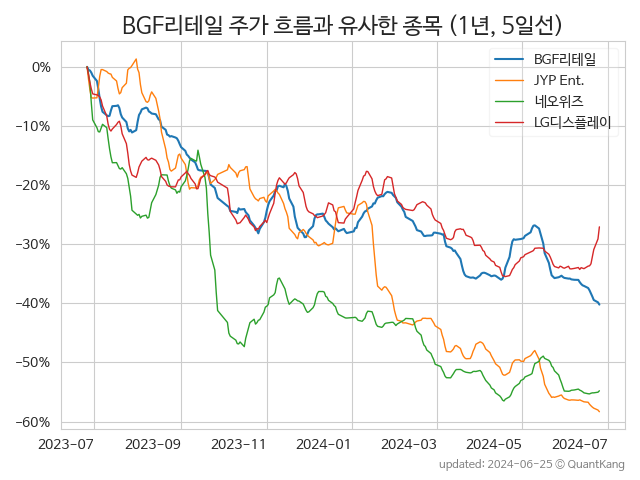 BGF리테일 주가 흐름과 유사한 종목 (1년, 5일선)
BGF리테일
JYP Ent.
네오위즈
LG디스플레이
0%
−10%
−20%
−30%
−40%
−50%
−60%
2023-07 2023-09 2023-11 2024-01 2024-03 2024-05 2024-07
updated: 2024-06-25 © QuantKang